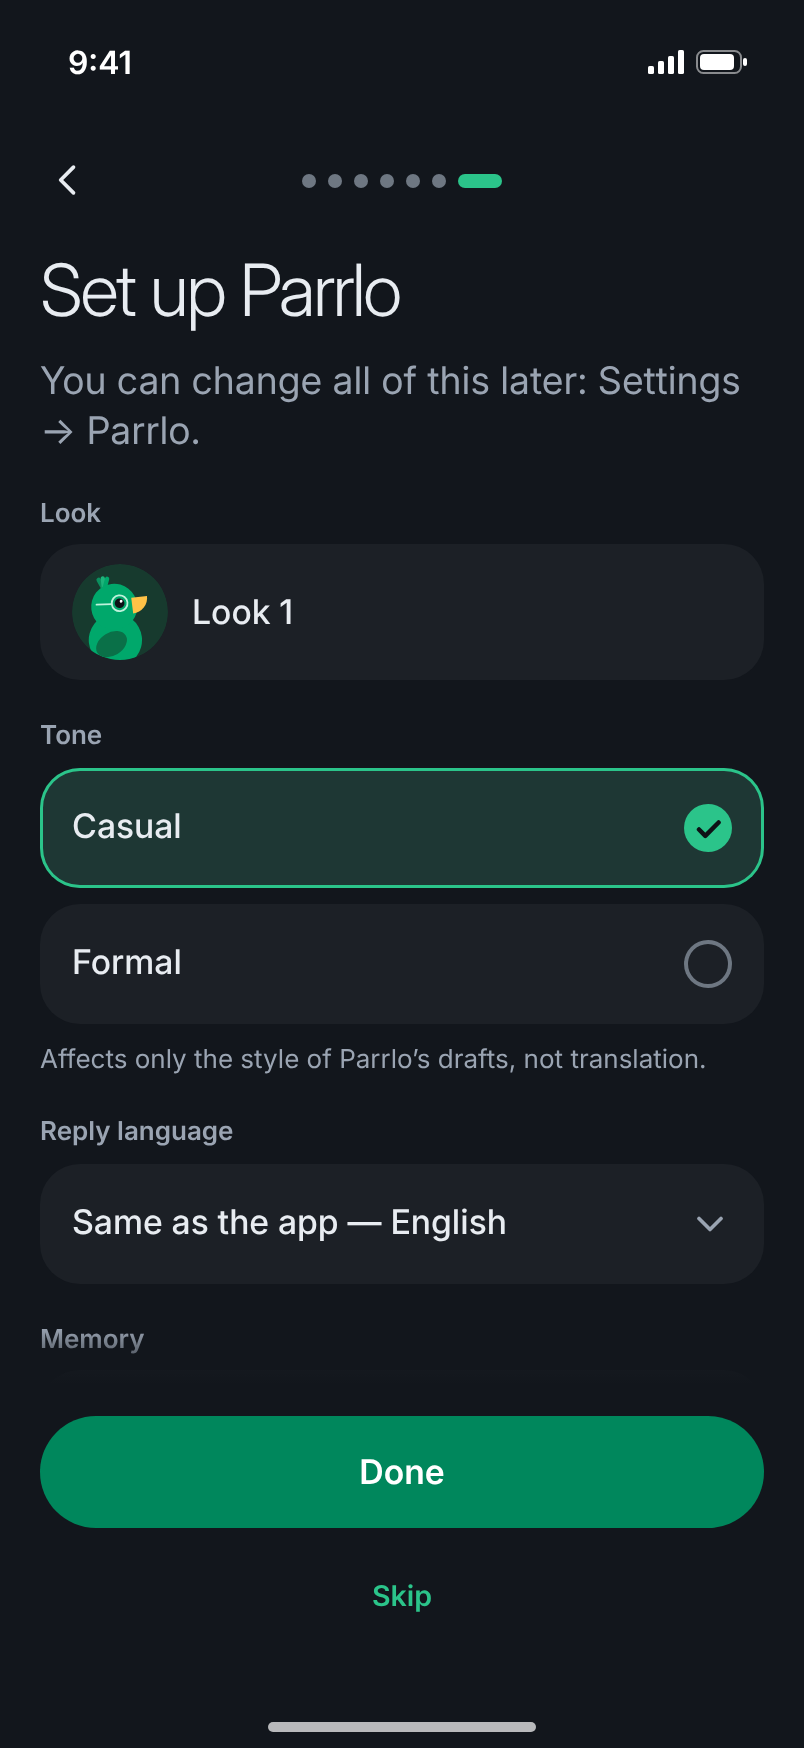 9:41
Set up Parrlo
You can change all of this later: Settings
→ Parrlo.
Look
Look 1
Tone
Casual
Formal
Affects only the style of Parrlo’s drafts, not translation.
Reply language
Same as the app — English
Memory
Done
Skip